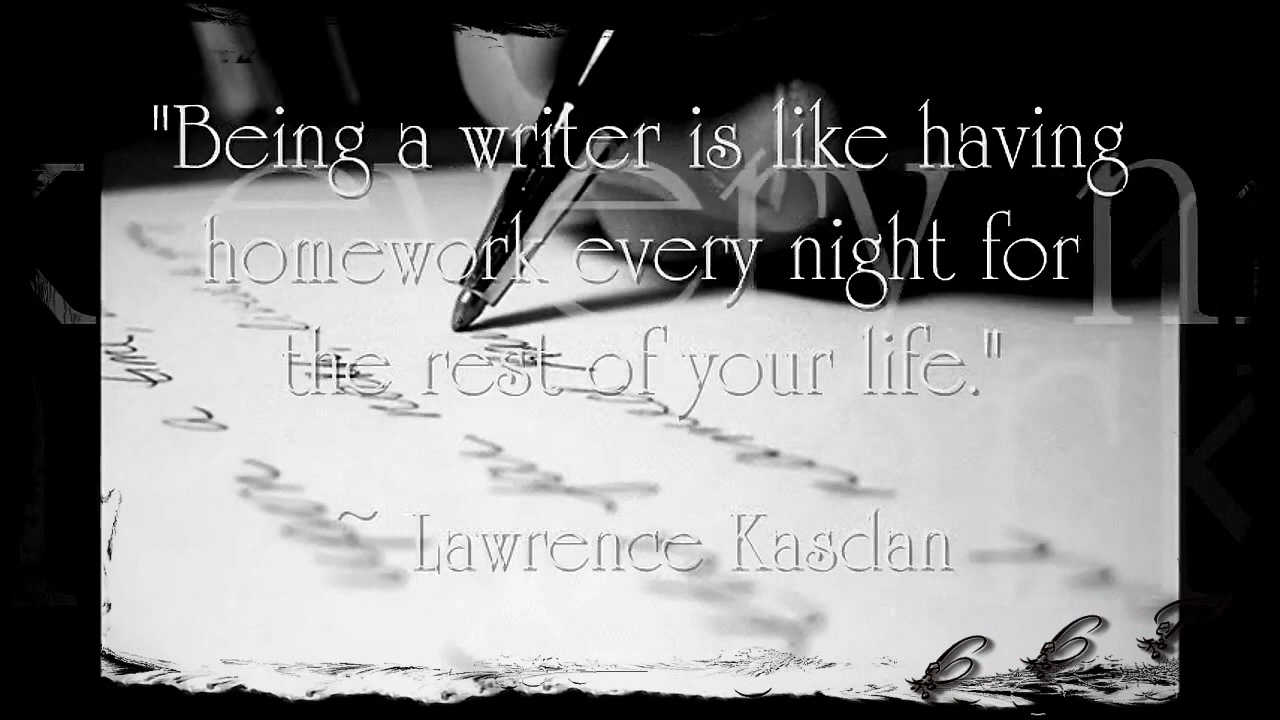 "Being a writer is like having
homework every night for
the rest of your life."
~ Lawrence Kasdan